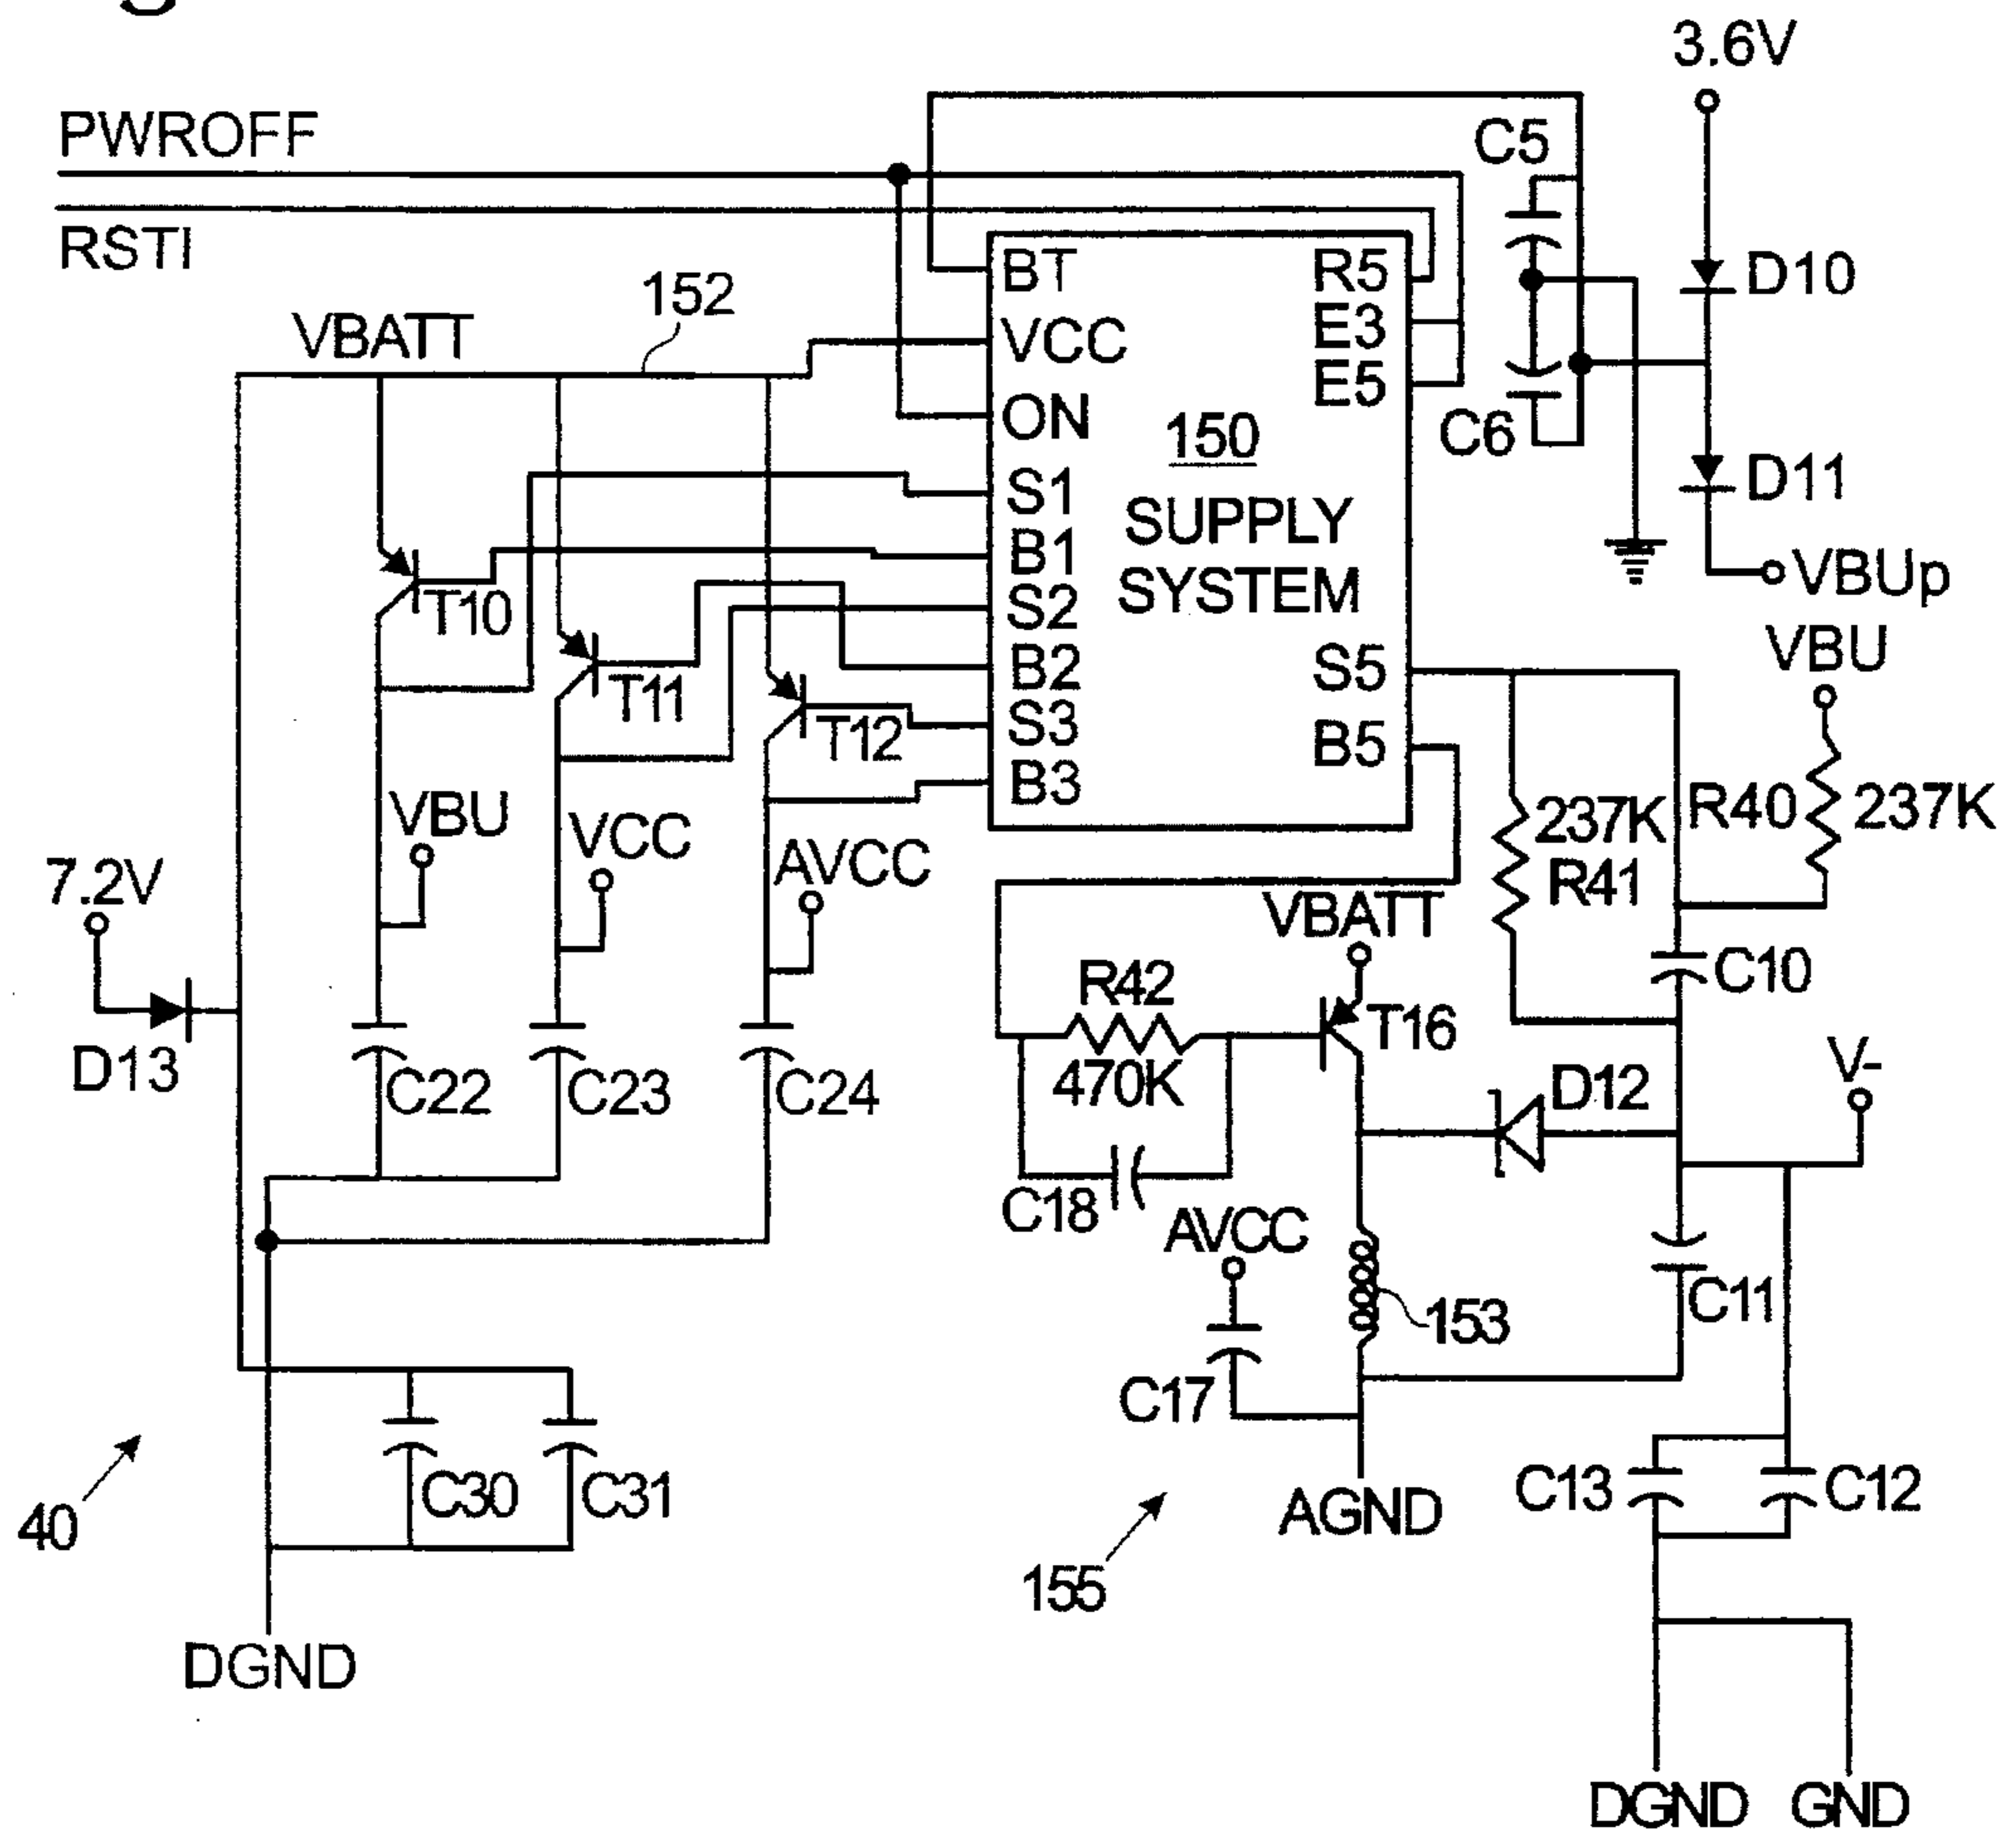 3.6V
PWROFF
C5
RSTI
BT
R5
D10
152
VBATT
VCC
E3
E5
ON
150
C6
D11
S1
SUPPLY
SYSTEM
B1
VBUp
T10
S2
VBU
T11
B2
S5
T12
S3
B5
B3
VBU
VCC
AVCC
237K
R41
R40
237K
7.2V
VBATT
R42
470K
T16
C10
D13
C22
C23
C24
D12
V-
C18
AVCC
153
C11
C17
40
C30
C31
AGND
C13
C12
155
DGND
DGND
GND